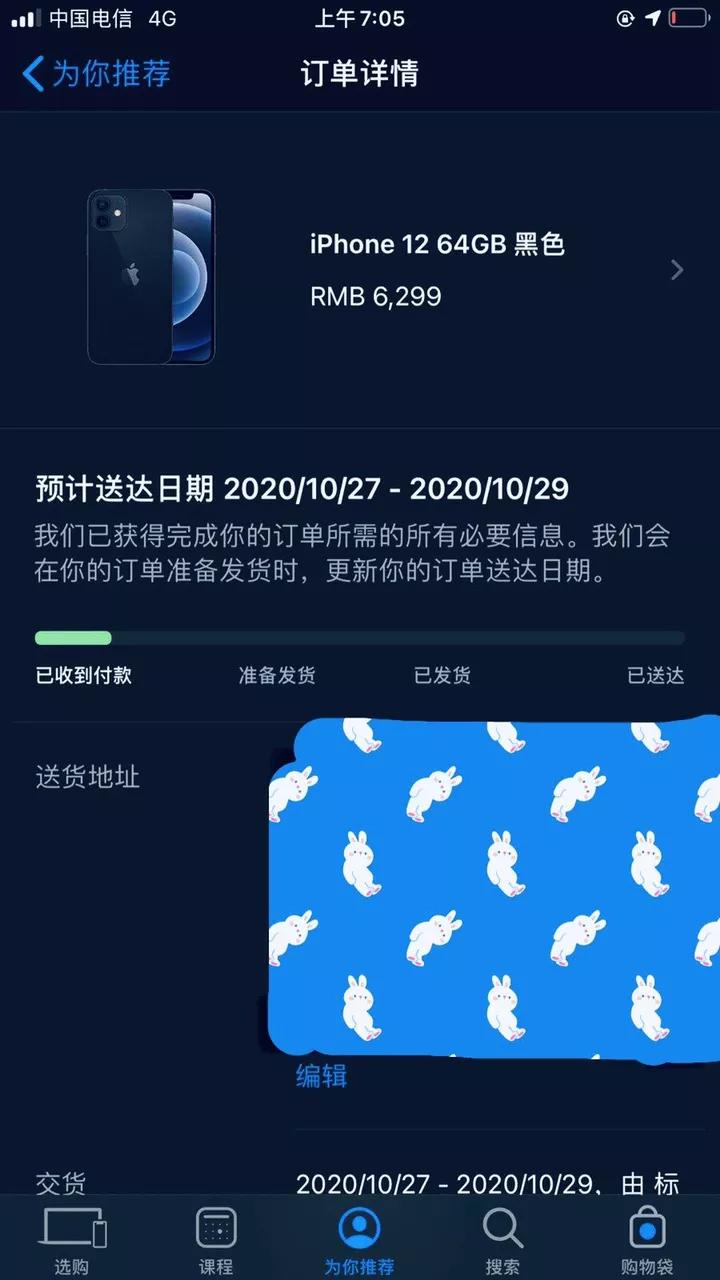 中国电信 4G 上午7:05
为你推荐 订单详情
iPhone 12 64GB 黑色
RMB 6,299
预计送达日期 2020/10/27 - 2020/10/29
我们已获得完成你的订单所需的所有必要信息。我们会
在你的订单准备发货时，更新你的订单送达日期。
已收到付款 准备发货 已发货 已送达
送货地址
编辑
交货 2020/10/27 - 2020/10/29，由 标
选购 课程 为你推荐 搜索 购物袋